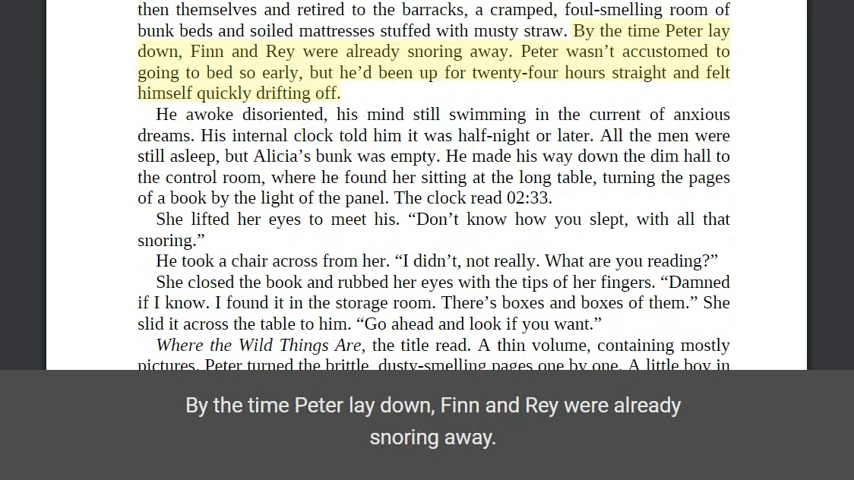 then themselves and retired to the barracks, a cramped, foul-smelling room of
bunk beds and soiled mattresses stuffed with musty straw. By the time Peter lay
down, Finn and Rey were already snoring away. Peter wasn’t accustomed to
going to bed so early, but he’d been up for twenty-four hours straight and felt
himself quickly drifting off.
He awoke disoriented, his mind still swimming in the current of anxious
dreams. His internal clock told him it was half-night or later. All the men were
still asleep, but Alicia’s bunk was empty. He made his way down the dim hall to
the control room, where he found her sitting at the long table, turning the pages
of a book by the light of the panel. The clock read 02:33.
She lifted her eyes to meet his. “Don’t know how you slept, with all that
snoring.”
He took a chair across from her. “I didn’t, not really. What are you reading?”
She closed the book and rubbed her eyes with the tips of her fingers. “Damned
if I know. I found it in the storage room. There’s boxes and boxes of them.” She
slid it across the table to him. “Go ahead and look if you want.”
Where the Wild Things Are, the title read. A thin volume, containing mostly
pictures. Peter turned the brittle, dusty-smelling pages one by one. A little boy in
By the time Peter lay down, Finn and Rey were already
snoring away.